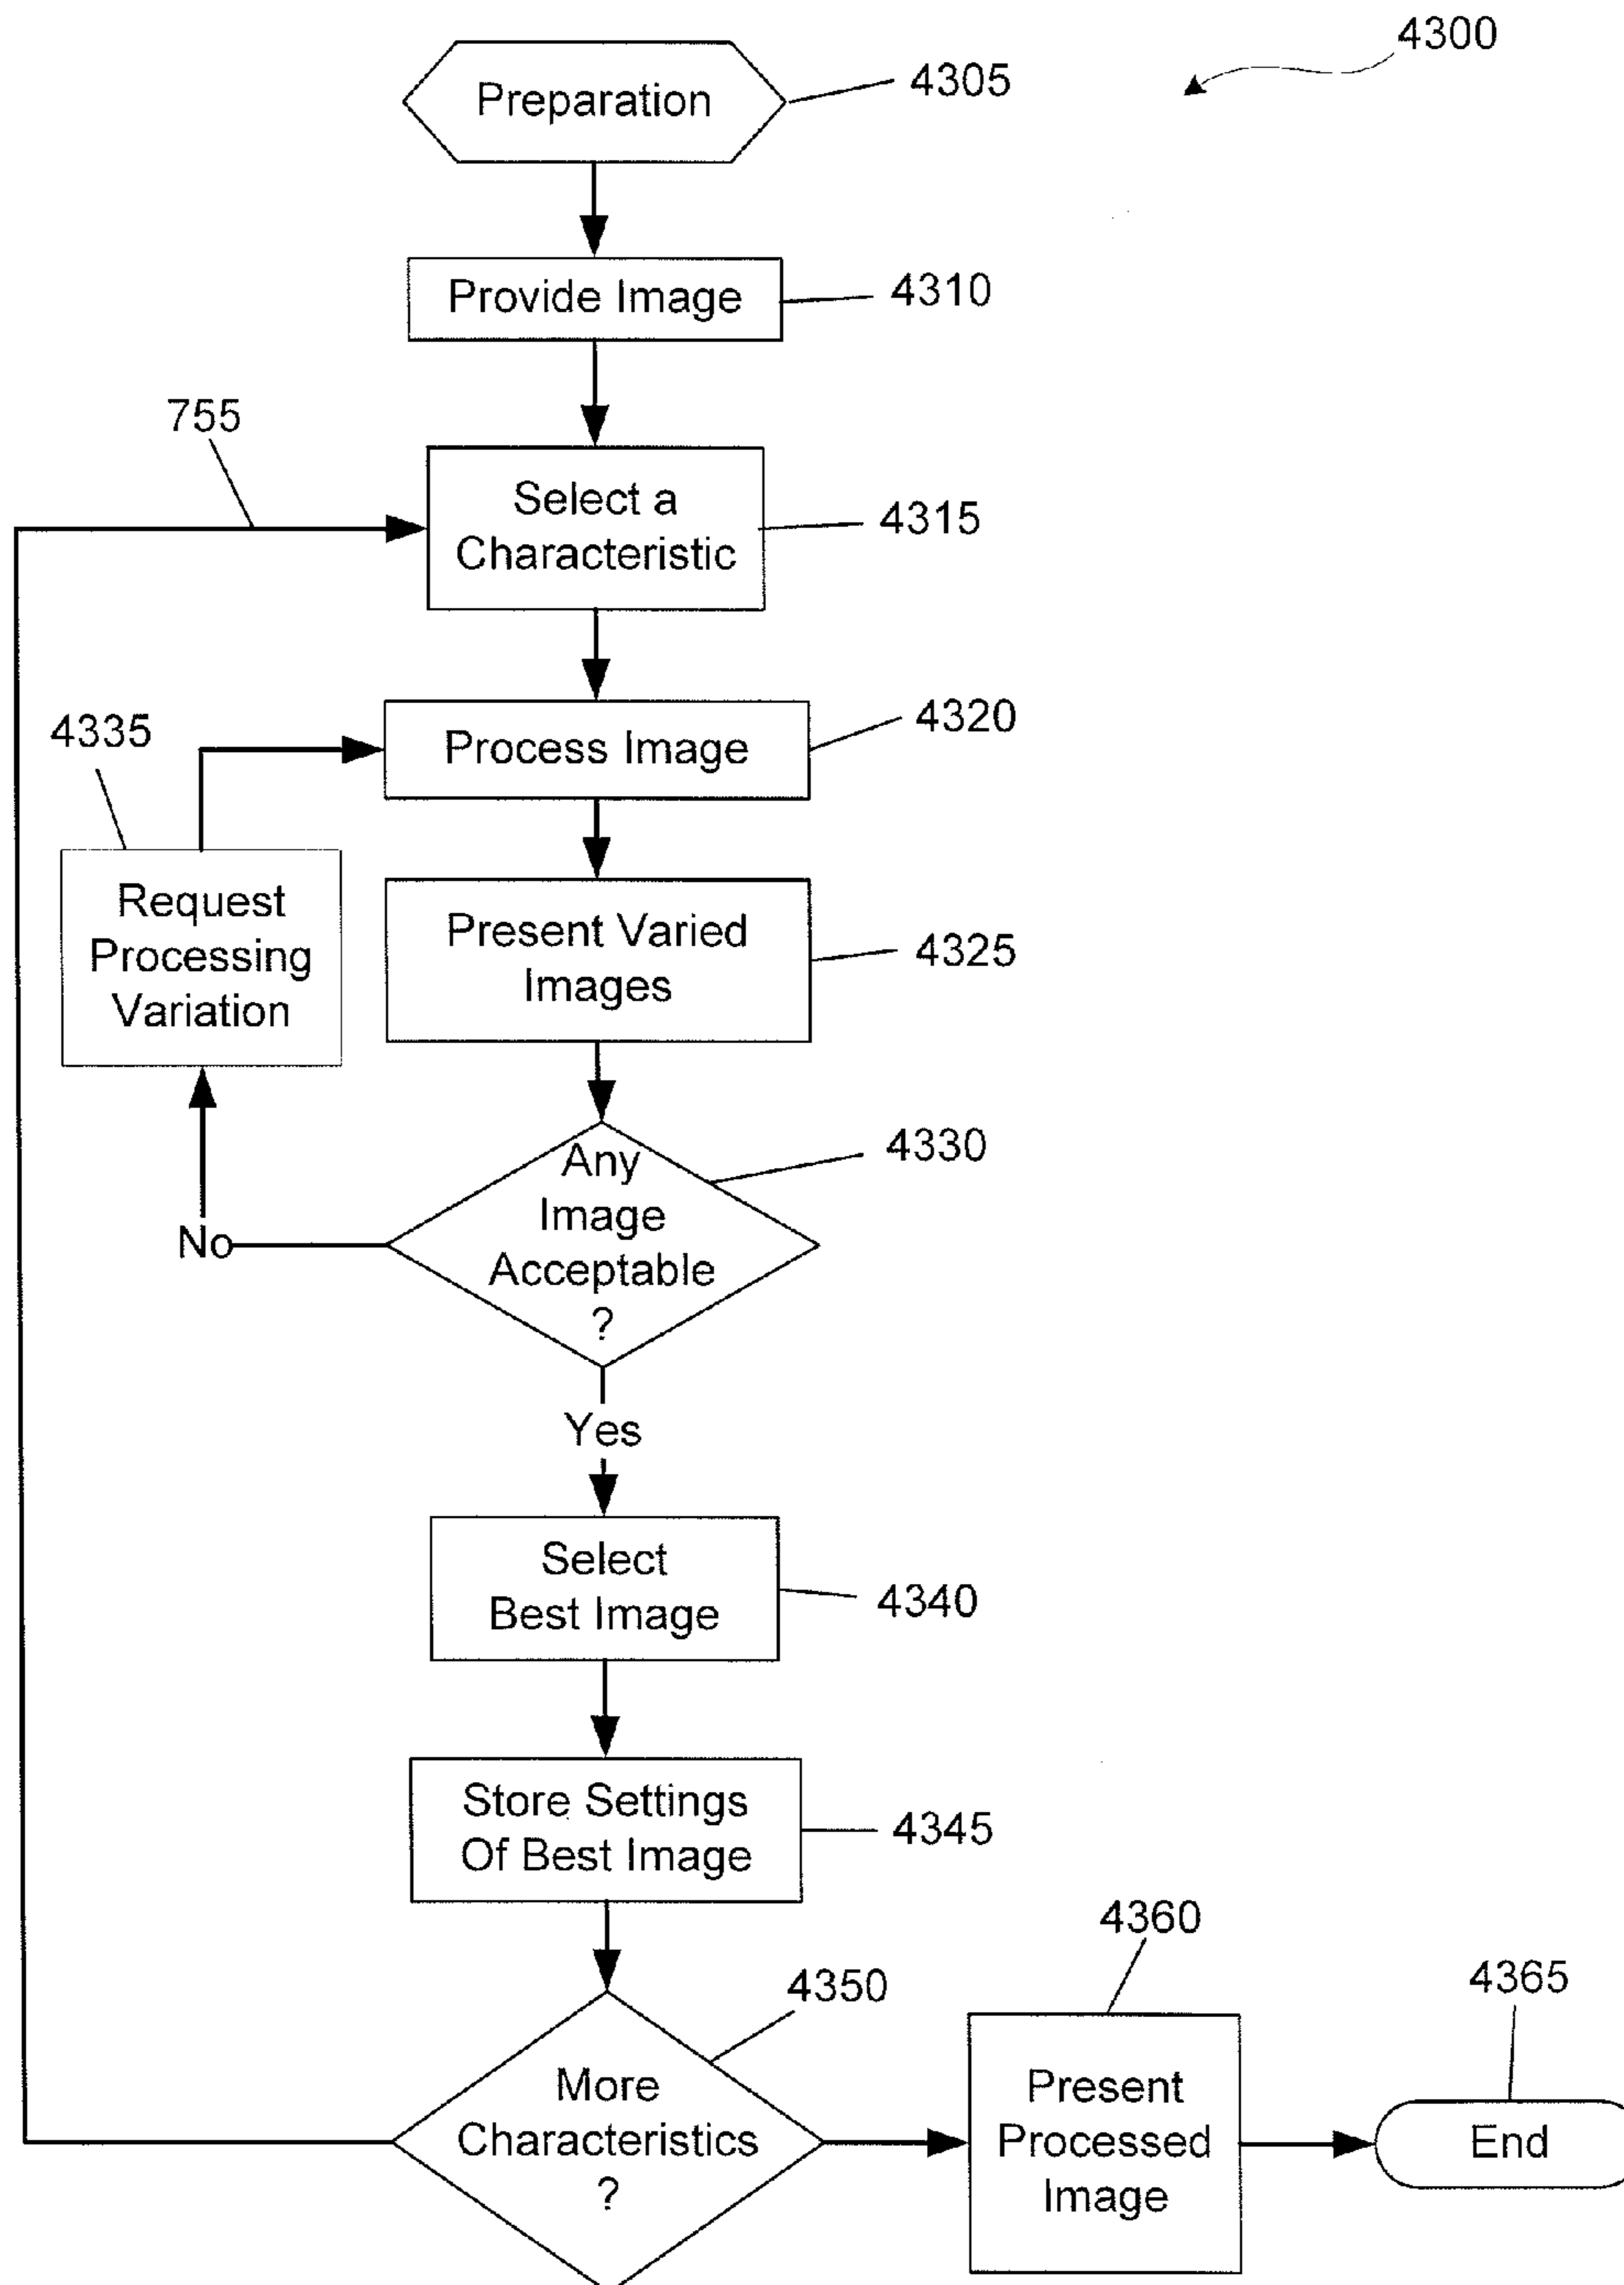 4300
Preparation
4305
Provide Image
4310
755
Select a
Characteristic
4315
4335
Process Image
4320
Request
Processing
Variation
Present Varied
Images
4325
Any
Image
Acceptable
?
4330
No
Yes
Select
Best Image
4340
Store Settings
Of Best Image
4345
4350
More
Characteristics
?
4360
Present
Processed
Image
4365
End